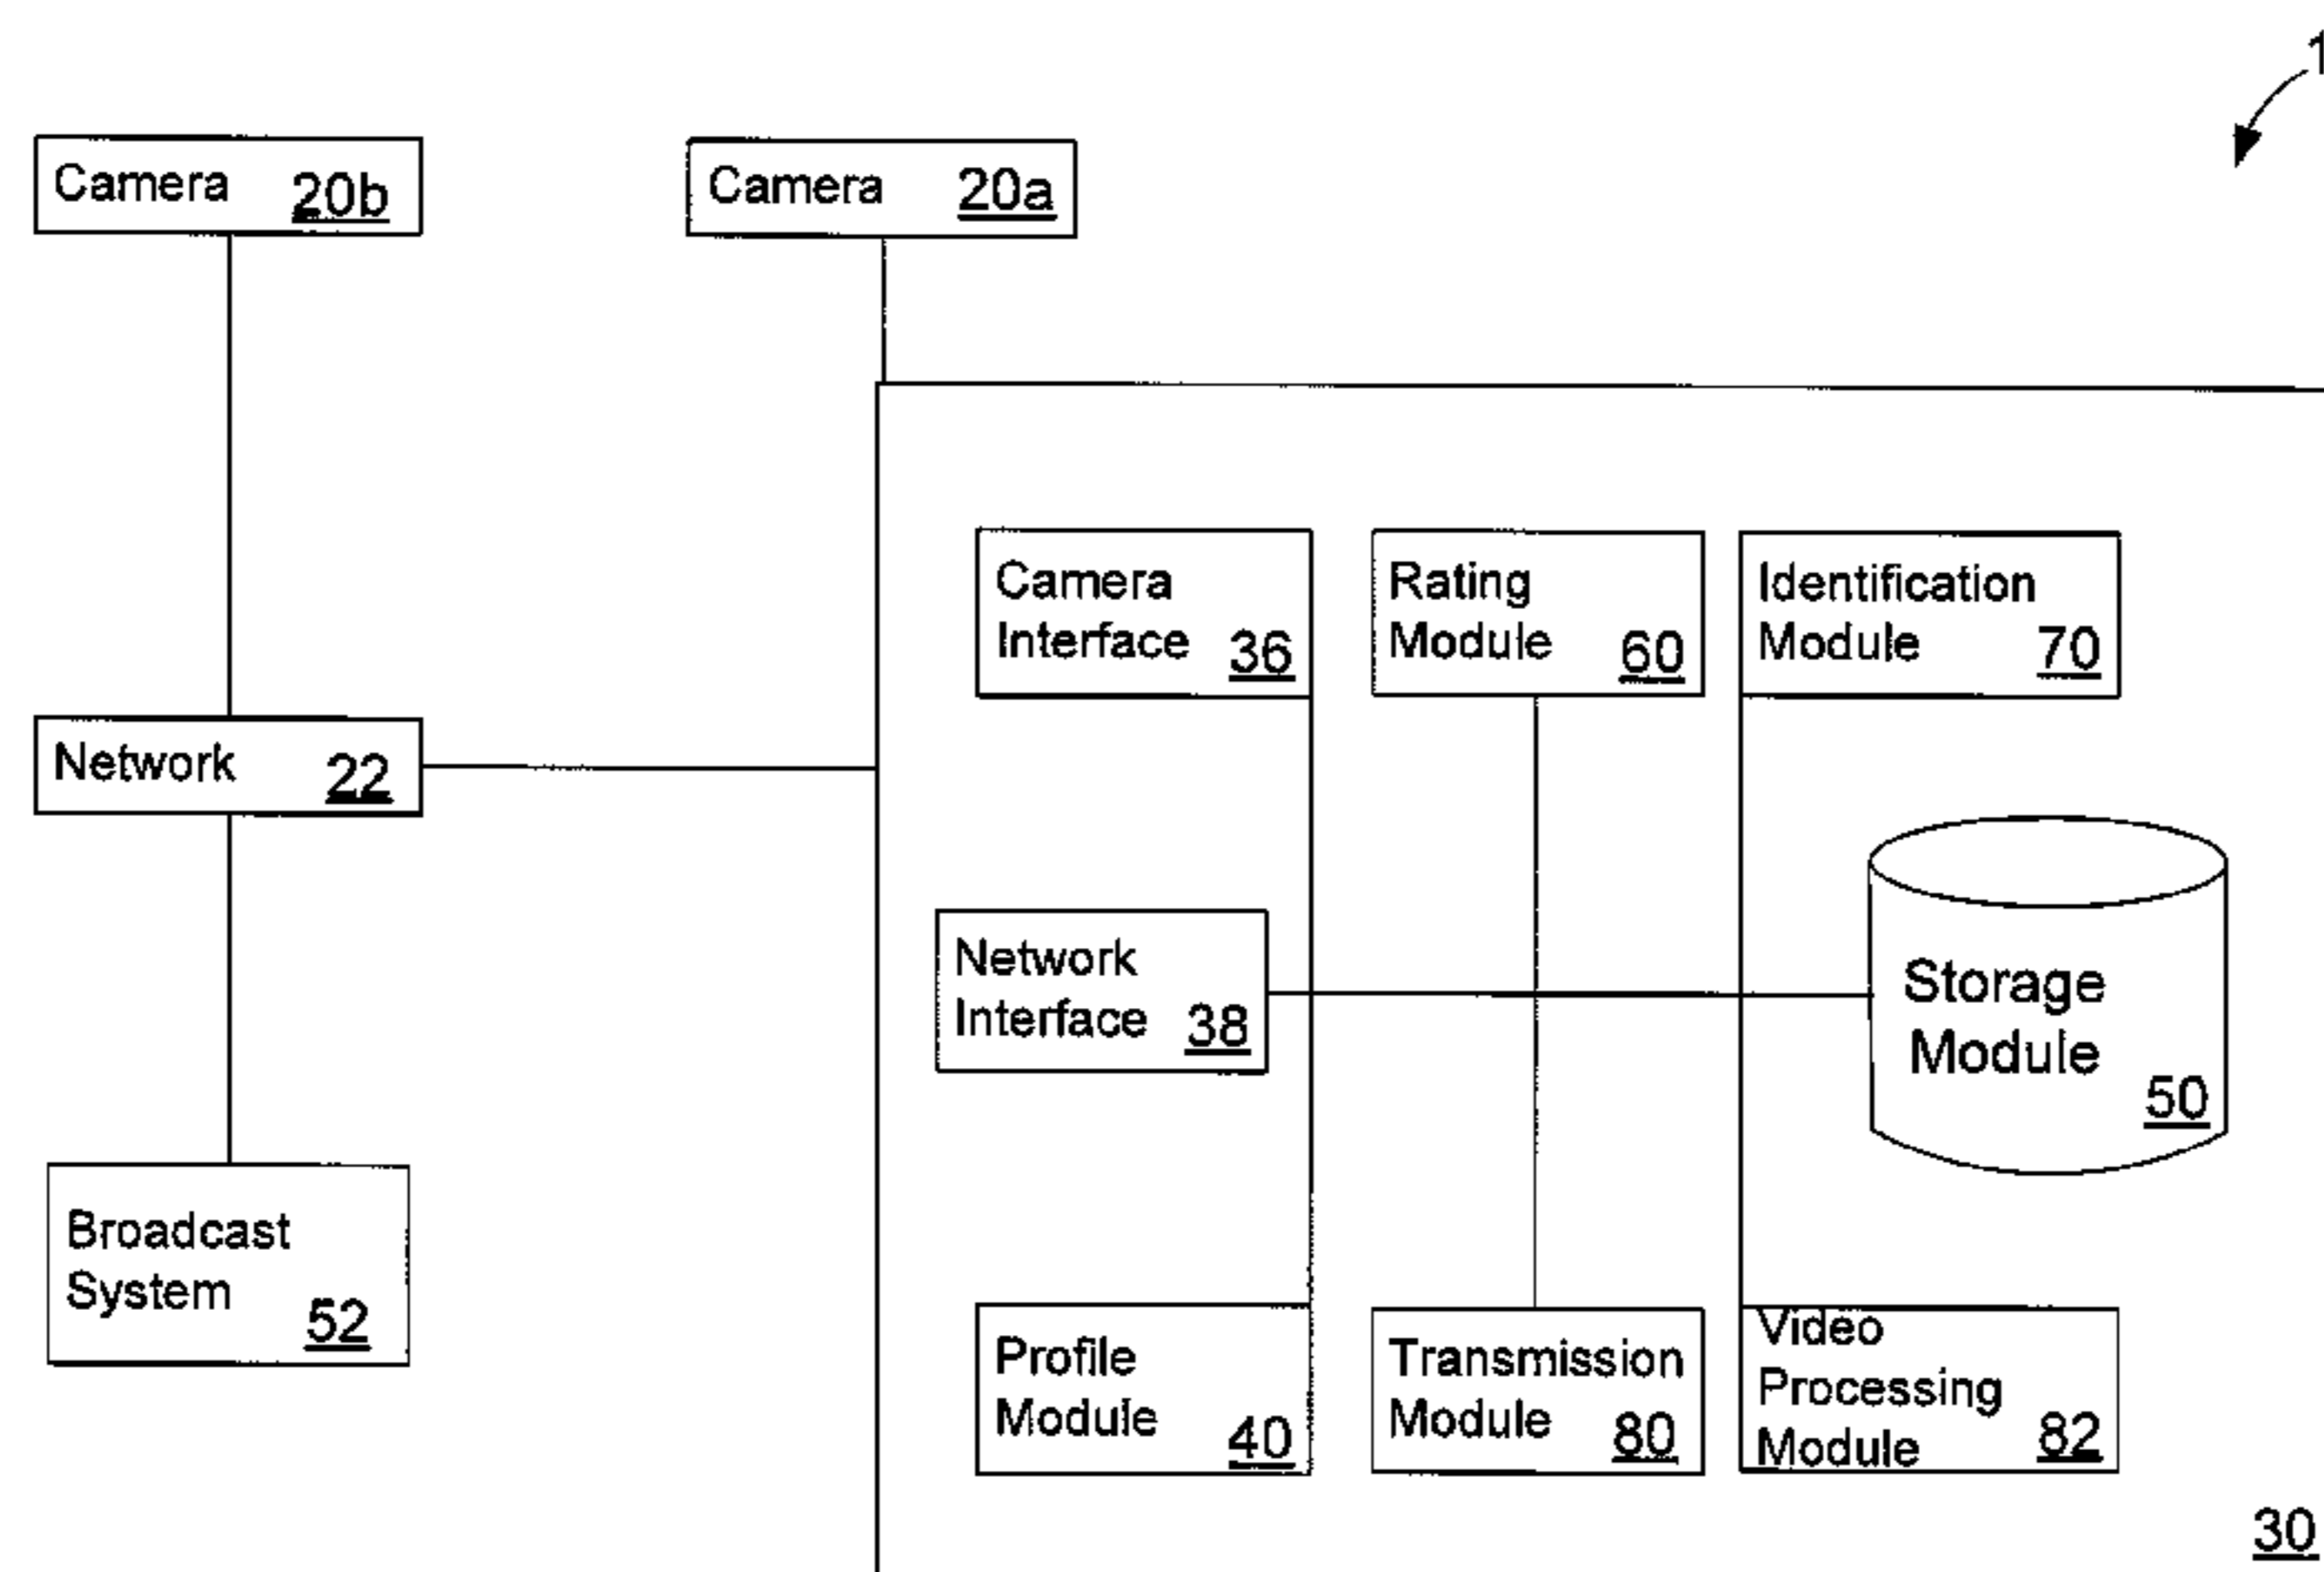 1
Camera 20b
Camera 20a
Camera
Interface 36
Rating
Module 60
Identification
Module 70
Network 22
Network
Interface 38
Storage
Module
50
Broadcast
System
52
Profile
Module 40
Transmission
Module 80
Video
Processing
Module 82
30